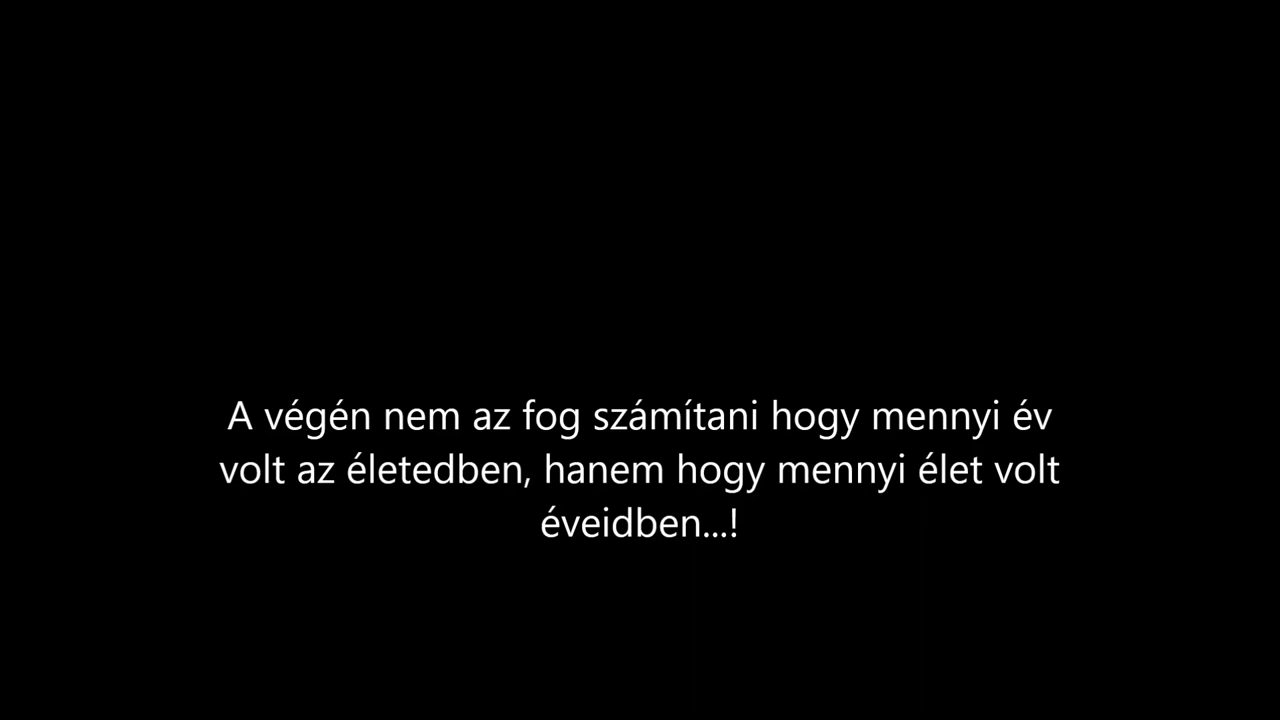 A végén nem az fog számítani hogy mennyi év
volt az életedben, hanem hogy mennyi élet volt
éveidben...!